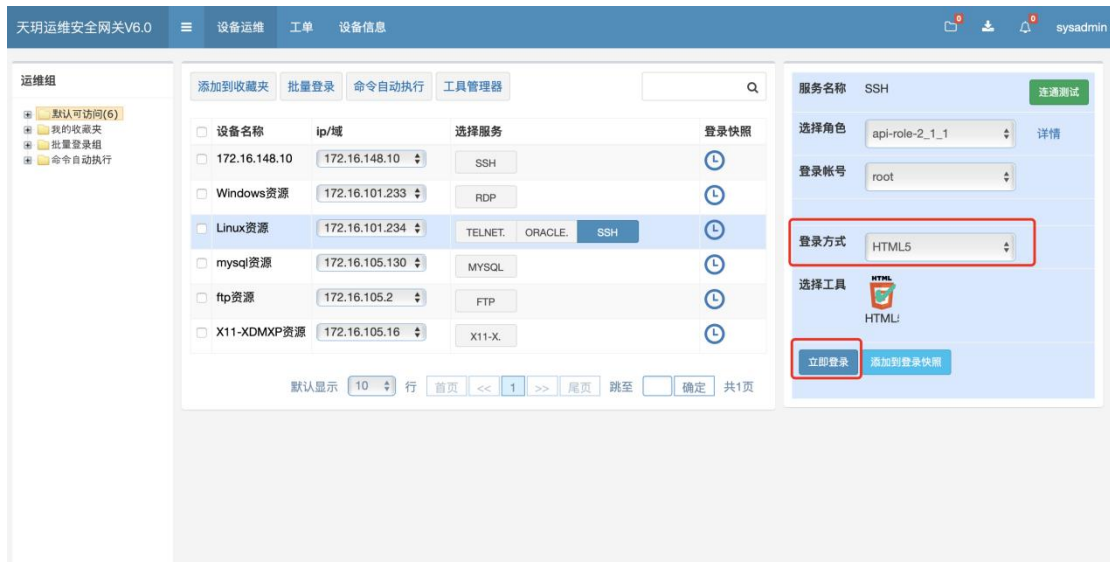 天玥运维安全网关V6.0 设备运维 工单 设备信息 0 0 sysadmin
运维组
默认可访问(6)
我的收藏夹
批量登录组
命令自动执行
添加到收藏夹 批量登录 命令自动执行 工具管理器
设备名称 ip/域 选择服务 登录快照
172.16.148.10 172.16.148.10 SSH
Windows资源 172.16.101.233 RDP
Linux资源 172.16.101.234 TELNET. ORACLE. SSH
mysql资源 172.16.105.130 MYSQL
ftp资源 172.16.105.2 FTP
X11-XDMXP资源 172.16.105.16 X11-X.
默认显示 10 行 首页 << 1 >> 尾页 跳至 确定 共1页
服务名称 SSH 连通测试
选择角色 api-role-2_1_1 详情
登录帐号 root
登录方式 HTML5
选择工具 HTML
HTML!
立即登录 添加到登录快照